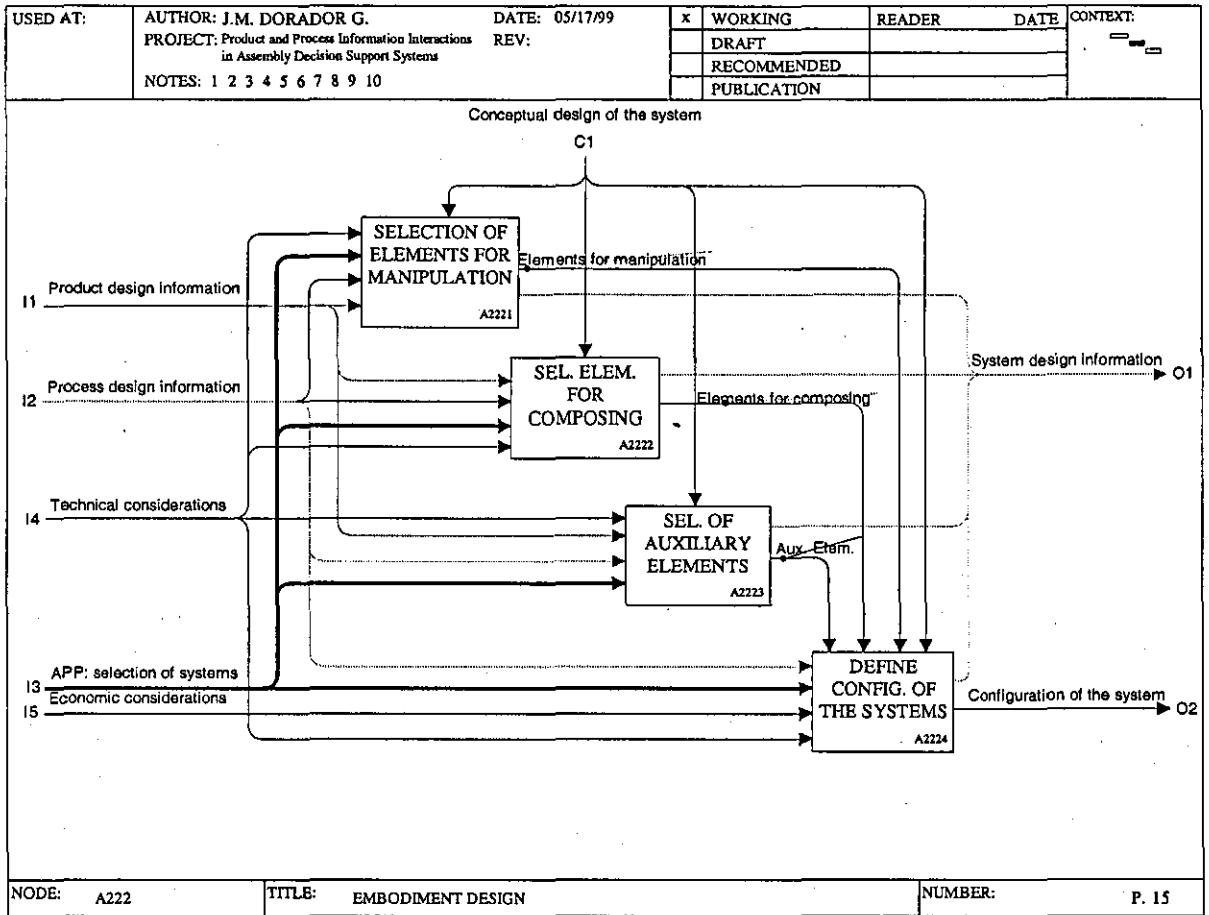 USED AT:
AUTHOR: J.M. DORADOR G.
DATE: 05/17/99
PROJECT: Product and Process Information Interactions
in Assembly Decision Support Systems
REV:
NOTES: 1 2 3 4 5 6 7 8 9 10
x WORKING
DRAFT
RECOMMENDED
PUBLICATION
READER DATE
CONTEXT:
Conceptual design of the system
C1
SELECTION OF
ELEMENTS FOR
MANIPULATION
A2221
Elements for manipulation
I1 Product design information
SEL. ELEM.
FOR
COMPOSING
A2222
System design information
O1
I2 Process design information
Elements for composing
I4 Technical considerations
SEL. OF
AUXILIARY
ELEMENTS
A2223
Aux. Elem.
I3 APP: selection of systems
I5 Economic considerations
DEFINE
CONFIG. OF
THE SYSTEMS
A2224
Configuration of the system
O2
NODE: A222
TITLE: EMBODIMENT DESIGN
NUMBER: P. 15